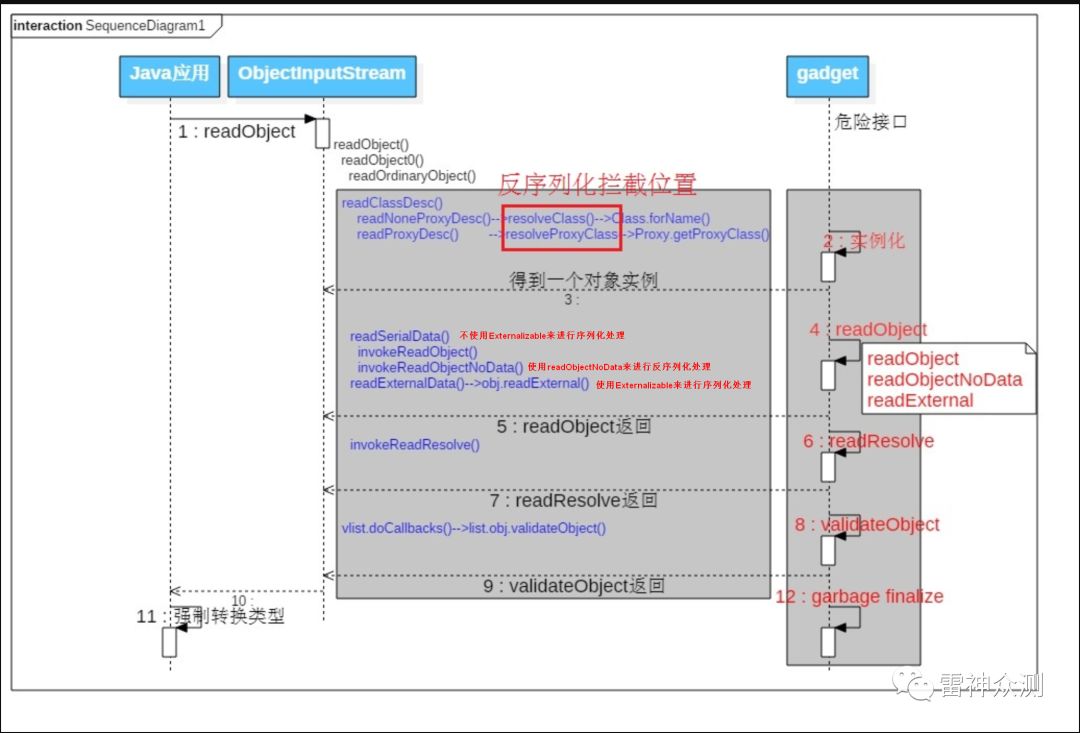 interaction SequenceDiagram1
Java应用
ObjectInputStream
gadget
危险接口
1 : readObject
readObject()
readObject0()
readOrdinaryObject()
反序列化拦截位置
readClassDesc()
readNoneProxyDesc()-->resolveClass()-->Class.forName()
readProxyDesc() -->resolveProxyClass-->Proxy.getProxyClass()
2 : 实例化
得到一个对象实例
3 :
4 : readObject
readSerialData() 不使用Externalizable来进行序列化处理
invokeReadObject()
invokeReadObjectNoData() 使用readObjectNoData来进行反序列化处理
readExternalData()-->obj.readExternal() 使用Externalizable来进行序列化处理
readObject
readObjectNoData
readExternal
5 : readObject返回
6 : readResolve
invokeReadResolve()
7 : readResolve返回
8 : validateObject
vlist.doCallbacks()-->list.obj.validateObject()
9 : validateObject返回
10 :
11 : 强制转换类型
12 : garbage finalize
雷神众测